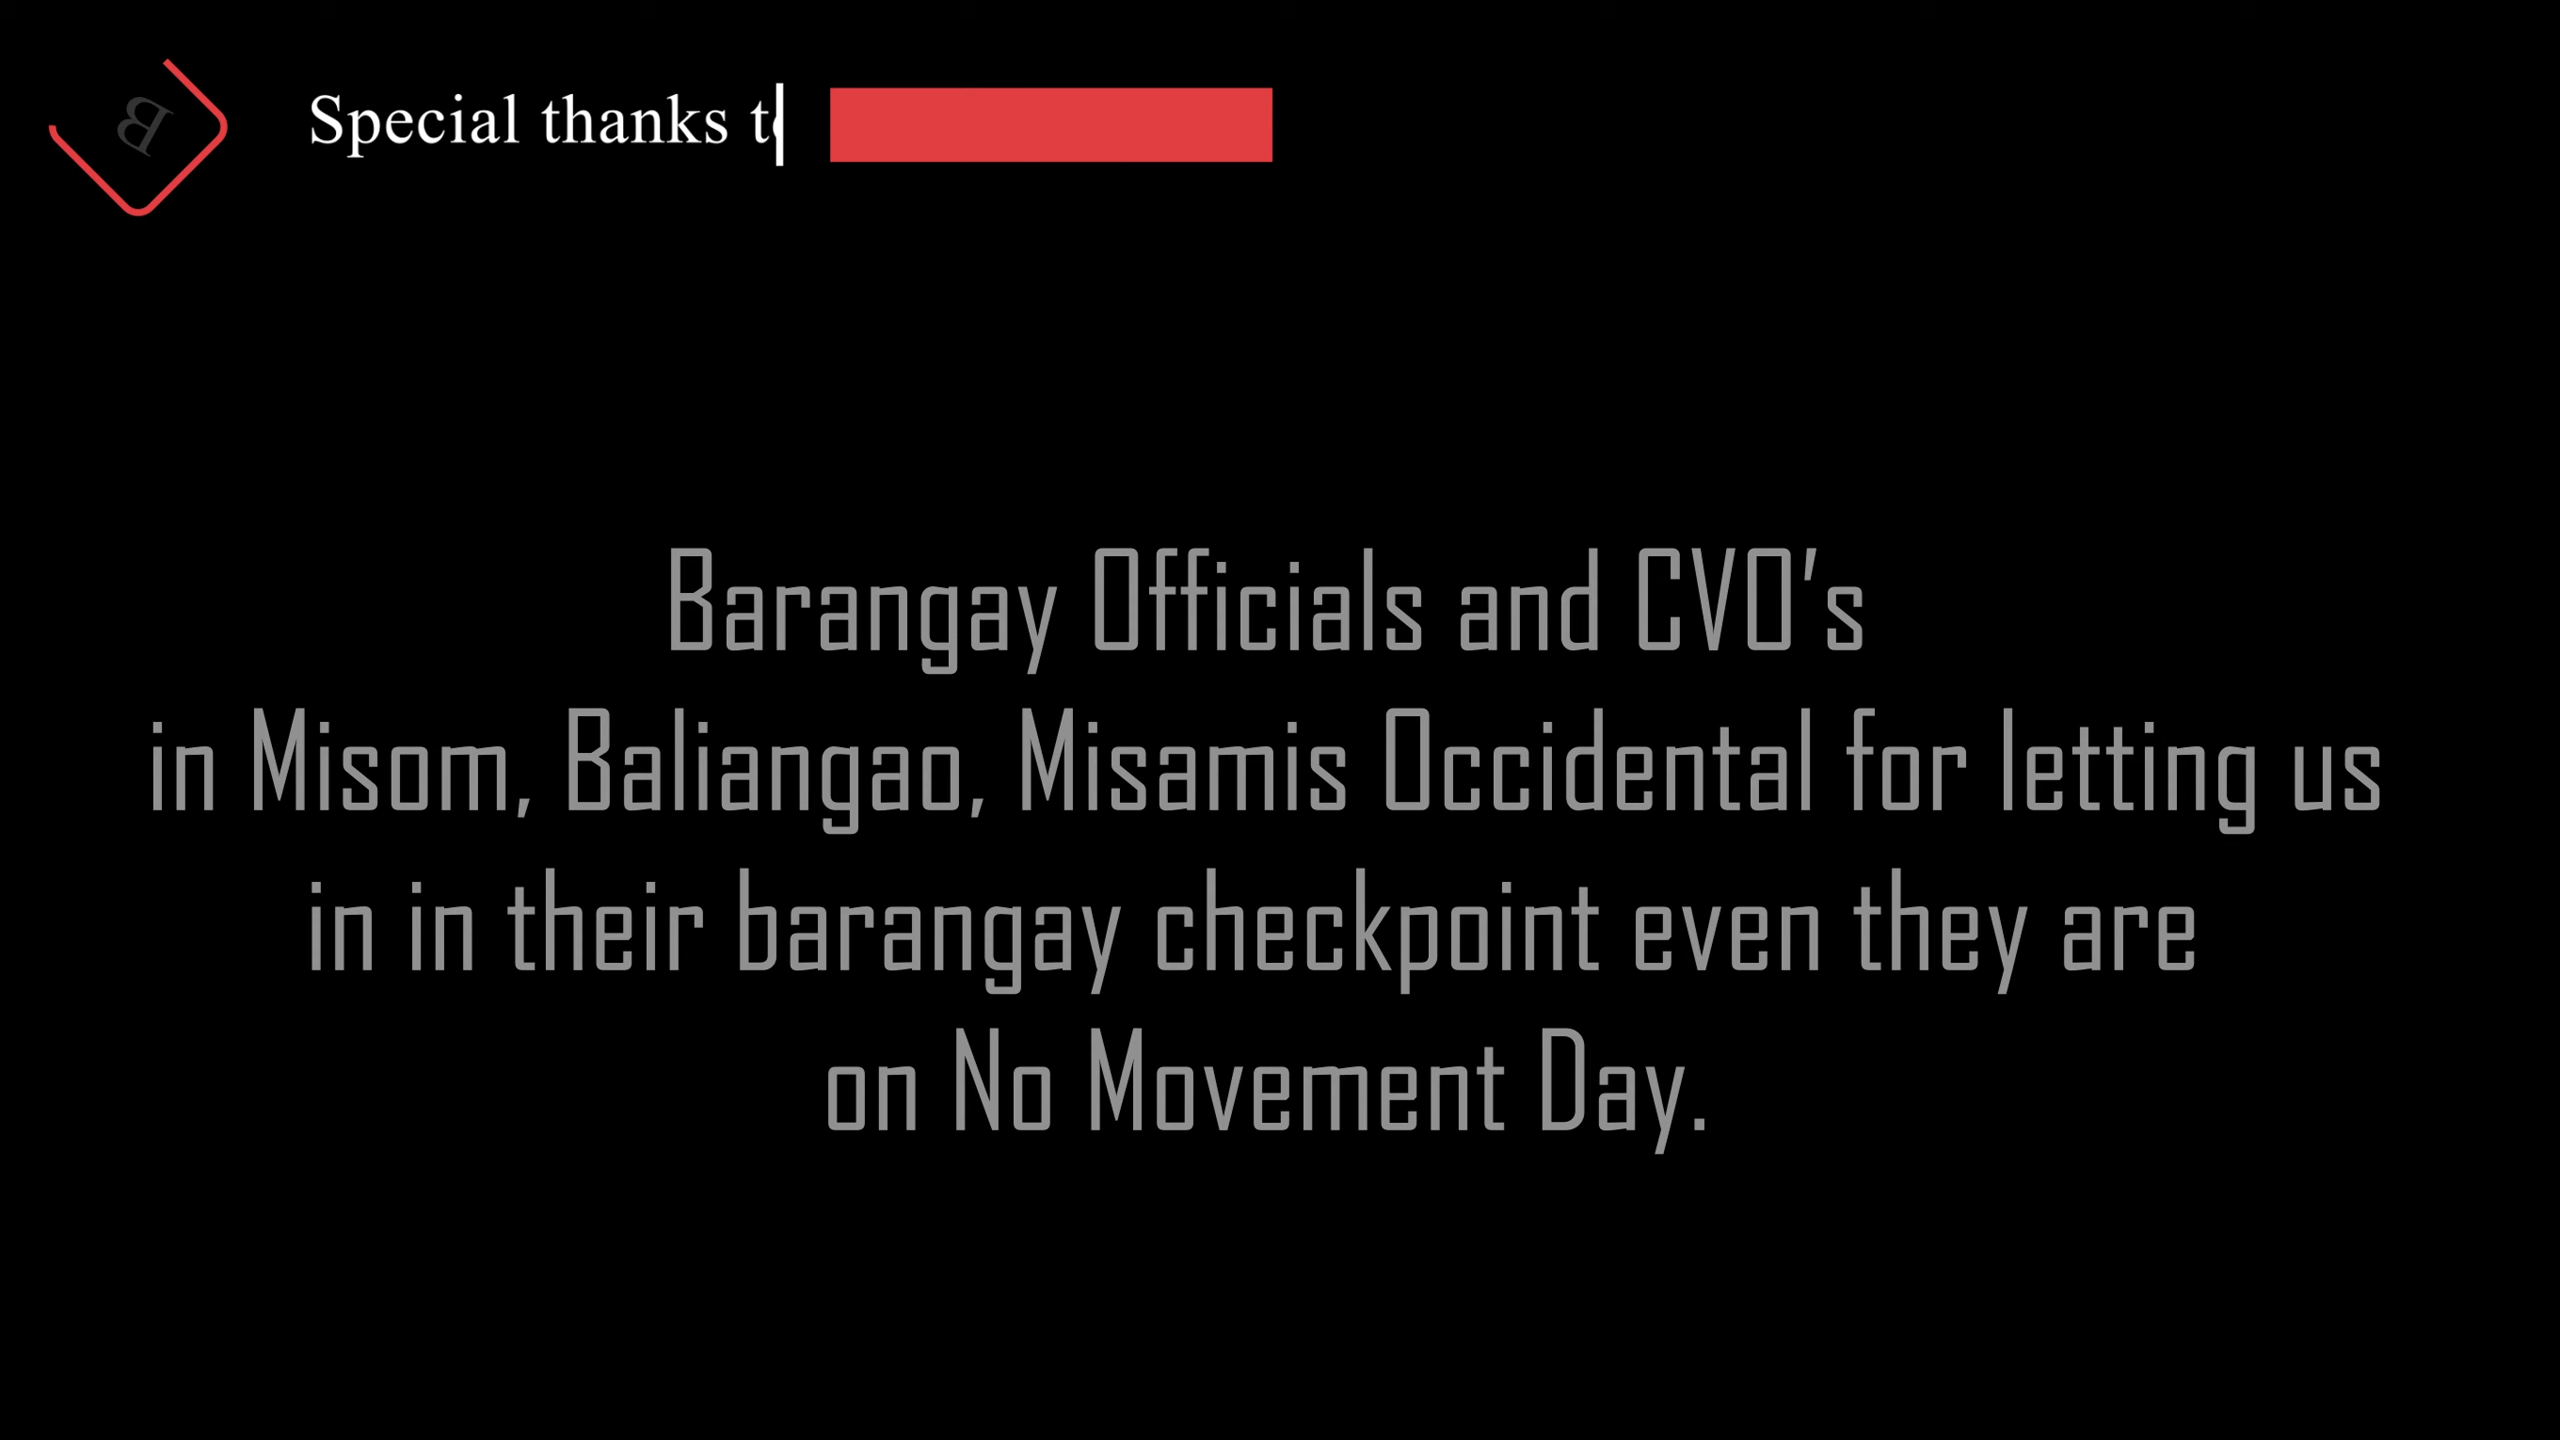 B
Special thanks t
Barangay Officials and CVO's
in Misom, Baliangao, Misamis Occidental for letting us
in in their barangay checkpoint even they are
on No Movement Day.